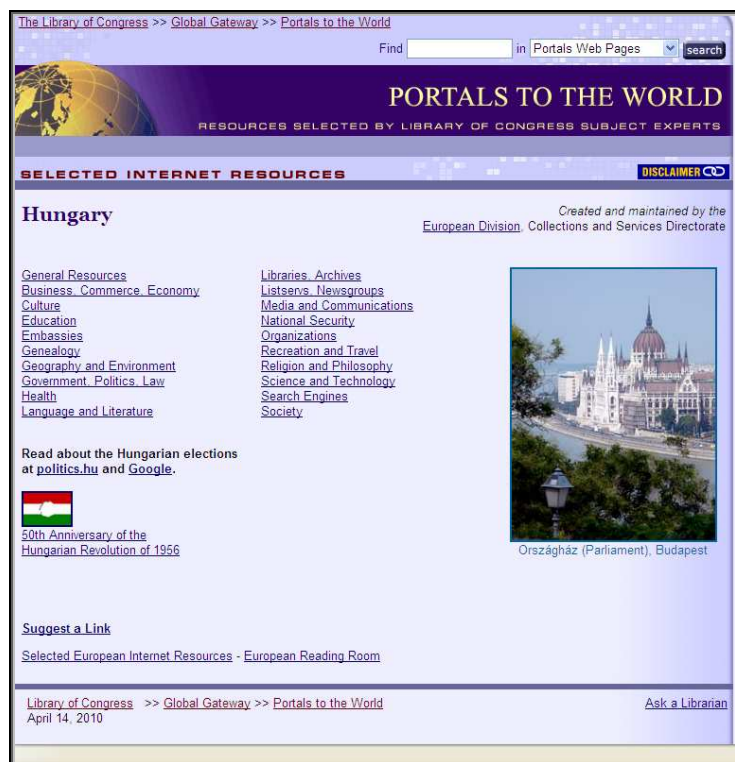 The Library of Congress >> Global Gateway >> Portals to the World
Find in Portals Web Pages search
PORTALS TO THE WORLD
RESOURCES SELECTED BY LIBRARY OF CONGRESS SUBJECT EXPERTS
SELECTED INTERNET RESOURCES DISCLAIMER
Hungary
Created and maintained by the
European Division, Collections and Services Directorate
General Resources
Business, Commerce, Economy
Culture
Education
Embassies
Genealogy
Geography and Environment
Government, Politics, Law
Health
Language and Literature
Libraries, Archives
Listservs, Newsgroups
Media and Communications
National Security
Organizations
Recreation and Travel
Religion and Philosophy
Science and Technology
Search Engines
Society
Read about the Hungarian elections
at politics.hu and Google.
50th Anniversary of the
Hungarian Revolution of 1956
Országház (Parliament), Budapest
Suggest a Link
Selected European Internet Resources - European Reading Room
Library of Congress >> Global Gateway >> Portals to the World
April 14, 2010
Ask a Librarian